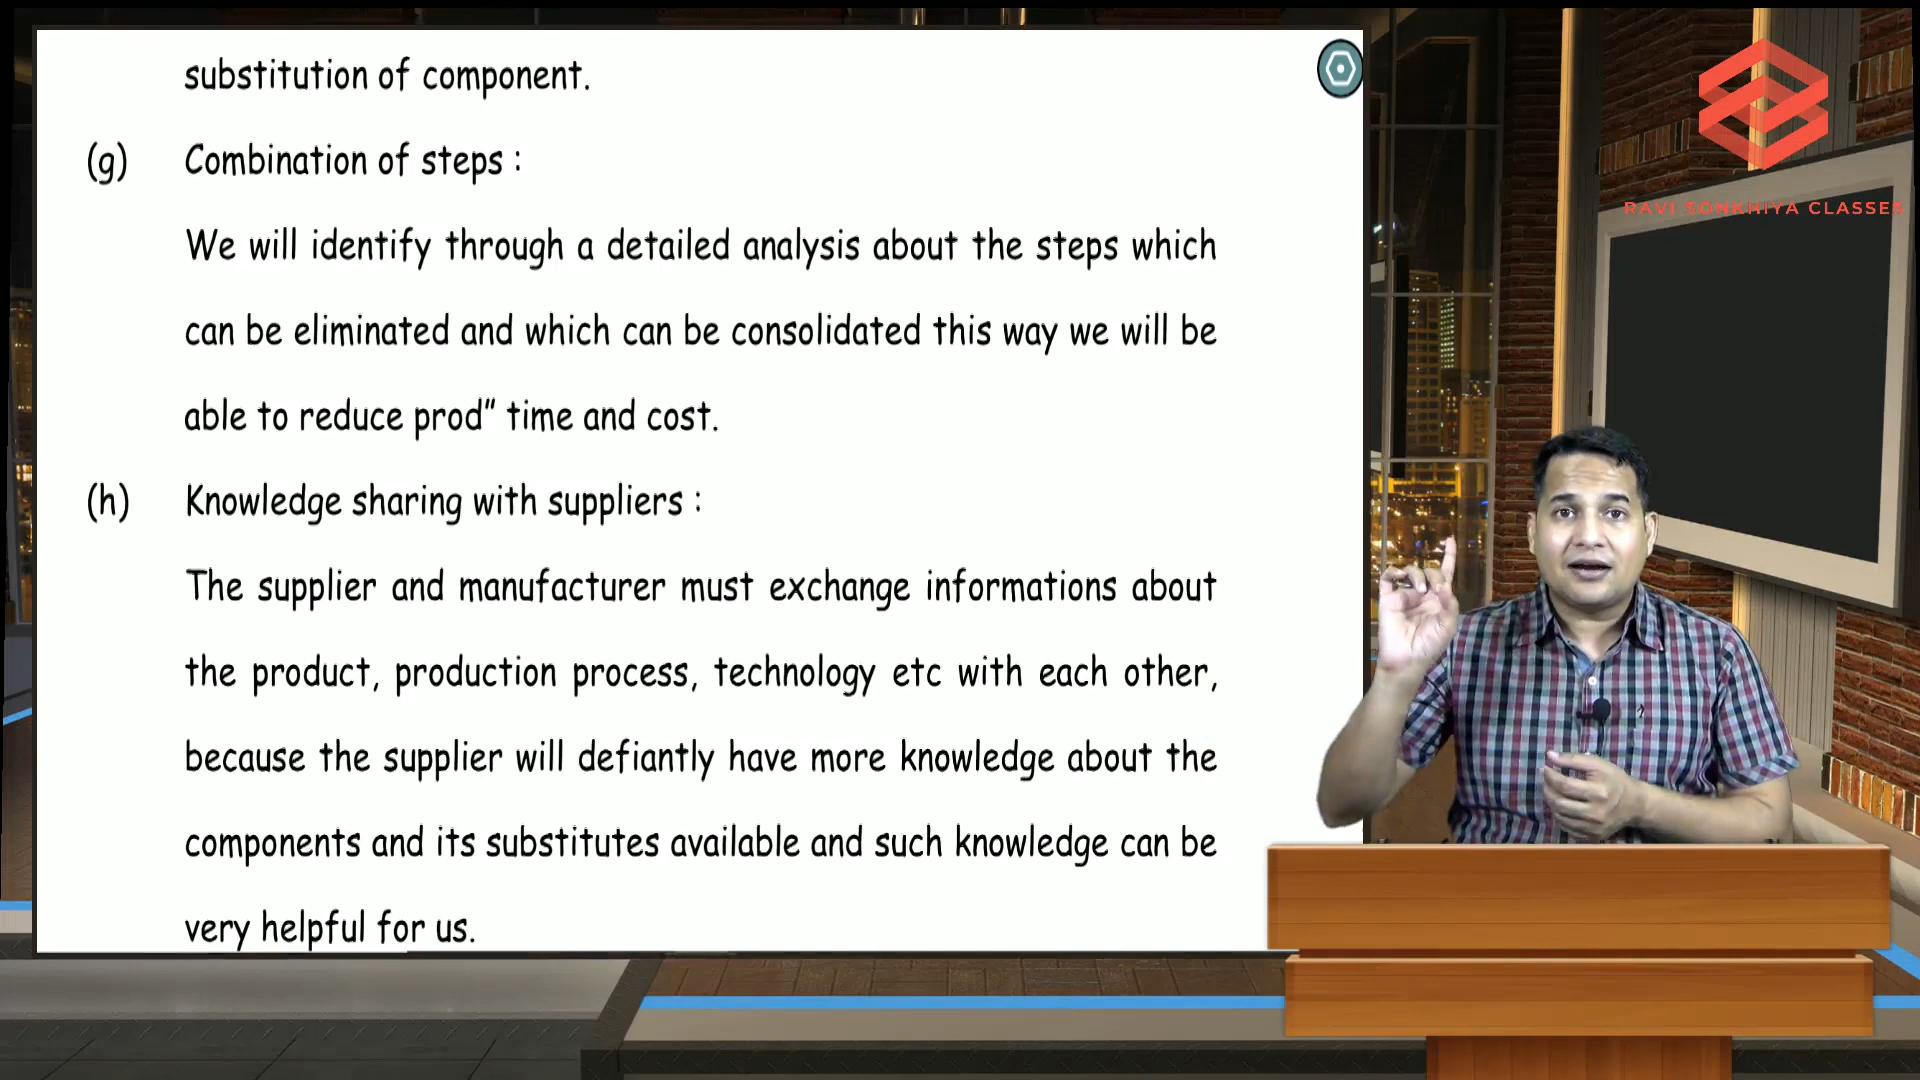 substitution of component.
(g) Combination of steps :
We will identify through a detailed analysis about the steps which
can be eliminated and which can be consolidated this way we will be
able to reduce prod” time and cost.
(h) Knowledge sharing with suppliers :
The supplier and manufacturer must exchange informations about
the product, production process, technology etc with each other,
because the supplier will defiantly have more knowledge about the
components and its substitutes available and such knowledge can be
very helpful for us.
RAVI SONKHIYA CLASSES